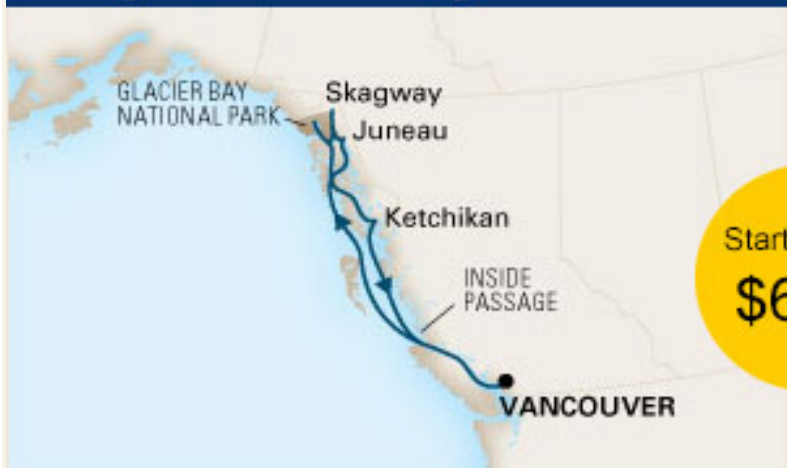 GLACIER BAY
NATIONAL PARK
Skagway
Juneau
Ketchikan
INSIDE
PASSAGE
VANCOUVER
Start
$6